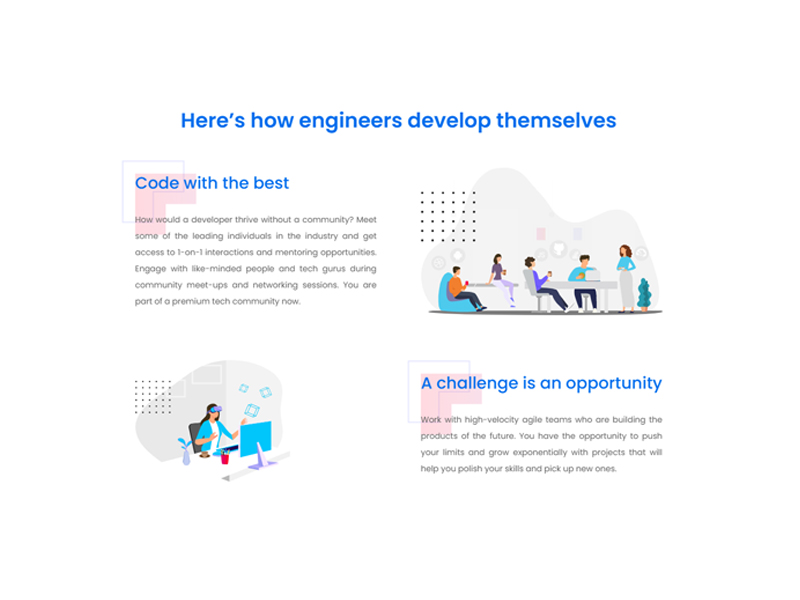 Here’s how engineers develop themselves
Code with the best
How would a developer thrive without a community? Meet
some of the leading individuals in the industry and get
access to 1-on-1 interactions and mentoring opportunities.
Engage with like-minded people and tech gurus during
community meet-ups and networking sessions. You are
part of a premium tech community now.
A challenge is an opportunity
Work with high-velocity agile teams who are building the
products of the future. You have the opportunity to push
your limits and grow exponentially with projects that will
help you polish your skills and pick up new ones.